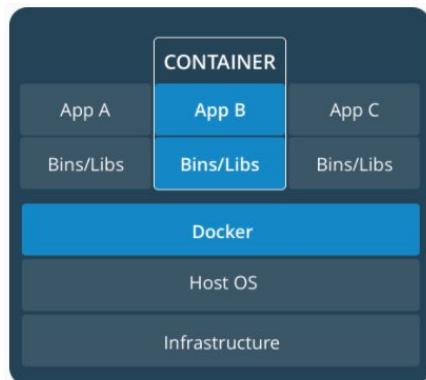 CONTAINER
App A App B App C
Bins/Libs Bins/Libs Bins/Libs
Docker
Host OS
Infrastructure